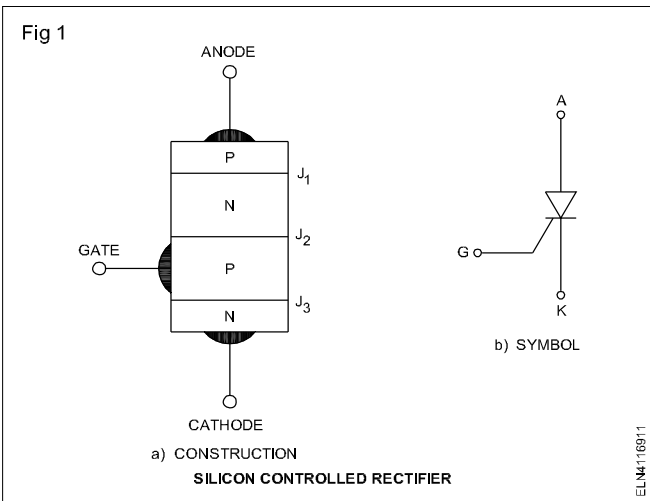 Fig 1
ANODE
P
J1
N
J2
GATE
P
J3
N
CATHODE
a) CONSTRUCTION
A
G
K
b) SYMBOL
SILICON CONTROLLED RECTIFIER
ELN4116911